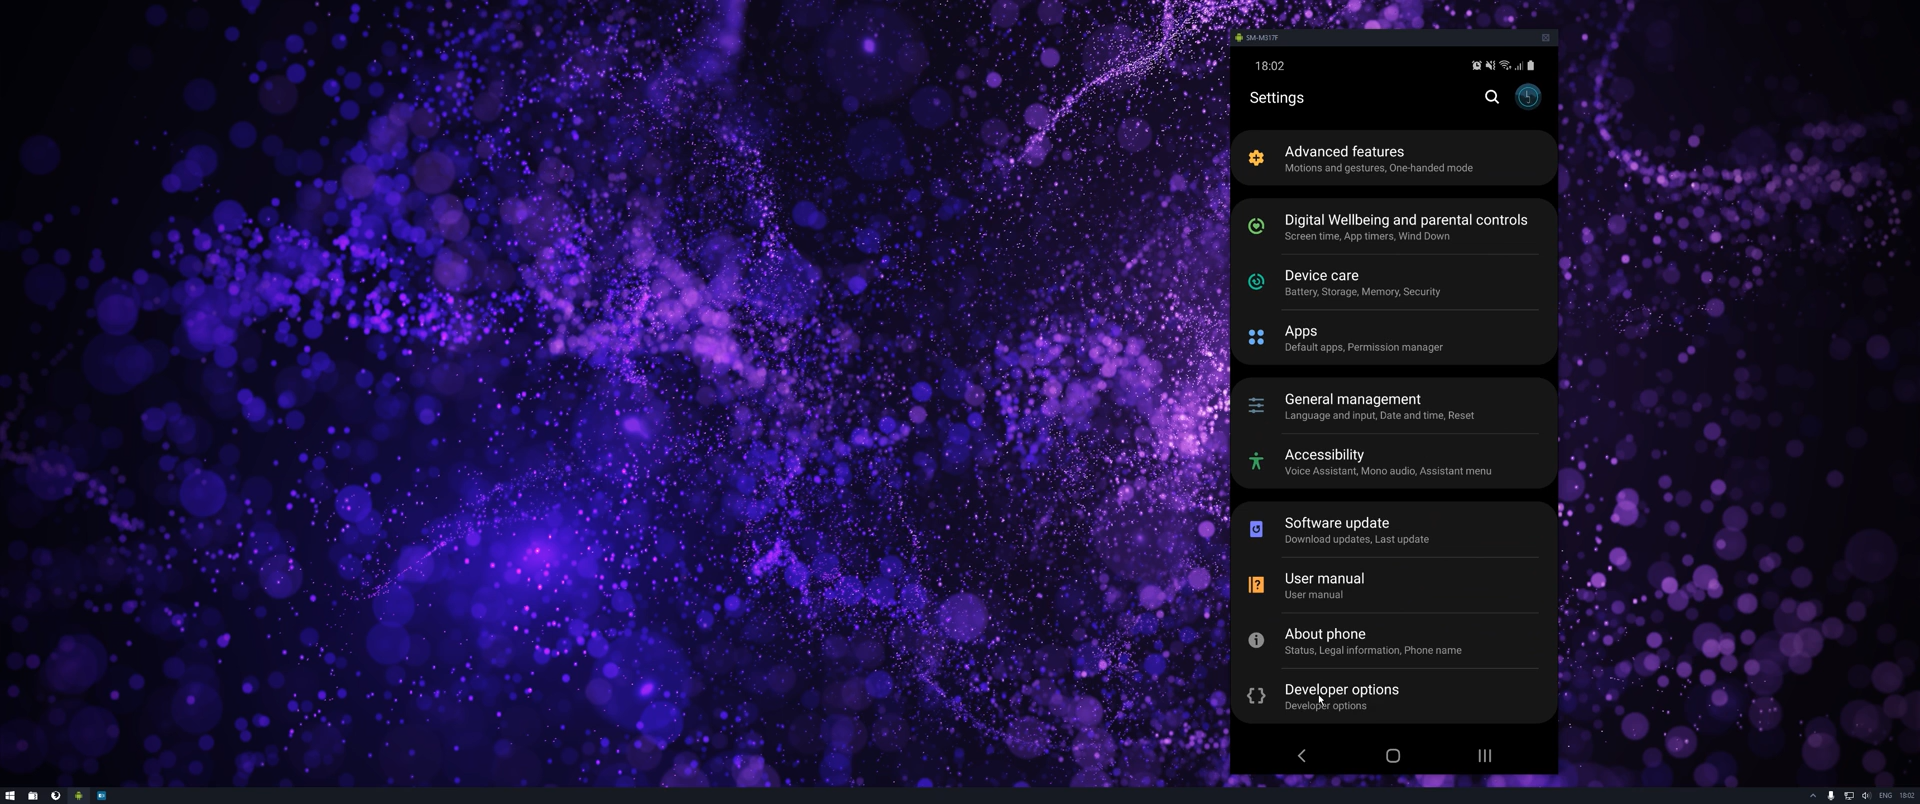 SM-M317F
18:02
Settings
Advanced features
Motions and gestures, One-handed mode
Digital Wellbeing and parental controls
Screen time, App timers, Wind Down
Device care
Battery, Storage, Memory, Security
Apps
Default apps, Permission manager
General management
Language and input, Date and time, Reset
Accessibility
Voice Assistant, Mono audio, Assistant menu
Software update
Download updates, Last update
User manual
User manual
About phone
Status, Legal information, Phone name
Developer options
Developer options
ENG 18:02